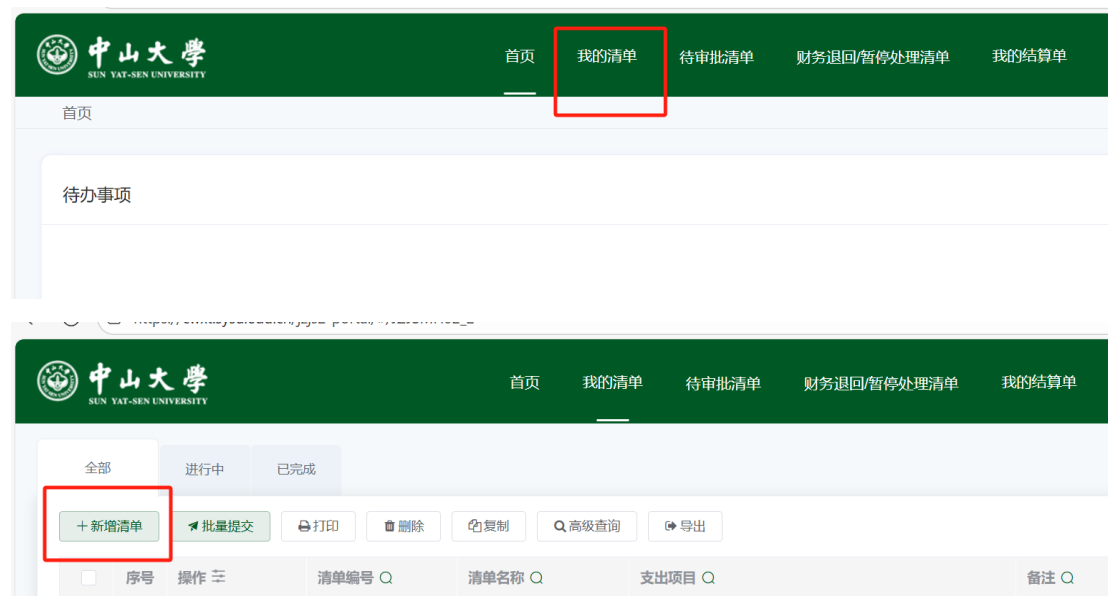 中山大學 首页 我的清单 待审批清单 财务退回/暂停处理清单 我的结算单
SUN YAT-SEN UNIVERSITY
首页
待办事项
中山大學 首页 我的清单 待审批清单 财务退回/暂停处理清单 我的结算单
SUN YAT-SEN UNIVERSITY
全部 进行中 已完成
新增清单 批量提交 打印 删除 复制 高级查询 导出
序号 操作 清单编号 清单名称 支出项目 备注